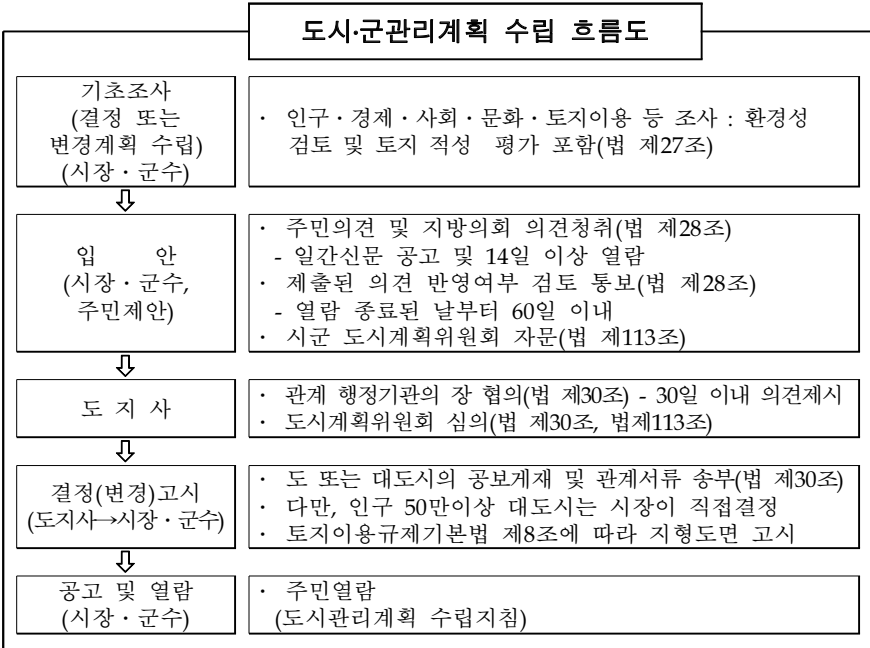 도시·군관리계획 수립 흐름도
기초조사
(결정 또는
변경계획 수립)
(시장·군수)
· 인구·경제·사회·문화·토지이용 등 조사 : 환경성
검토 및 토지 적성 평가 포함(법 제27조)
입 안
(시장·군수,
주민제안)
· 주민의견 및 지방의회 의견청취(법 제28조)
- 일간신문 공고 및 14일 이상 열람
· 제출된 의견 반영여부 검토 통보(법 제28조)
- 열람 종료된 날부터 60일 이내
· 시군 도시계획위원회 자문(법 제113조)
도 지 사
· 관계 행정기관의 장 협의(법 제30조) - 30일 이내 의견제시
· 도시계획위원회 심의(법 제30조, 법제113조)
결정(변경)고시
(도지사→시장·군수)
· 도 또는 대도시의 공보게재 및 관계서류 송부(법 제30조)
· 다만, 인구 50만이상 대도시는 시장이 직접결정
· 토지이용규제기본법 제8조에 따라 지형도면 고시
공고 및 열람
(시장·군수)
· 주민열람
(도시관리계획 수립지침)